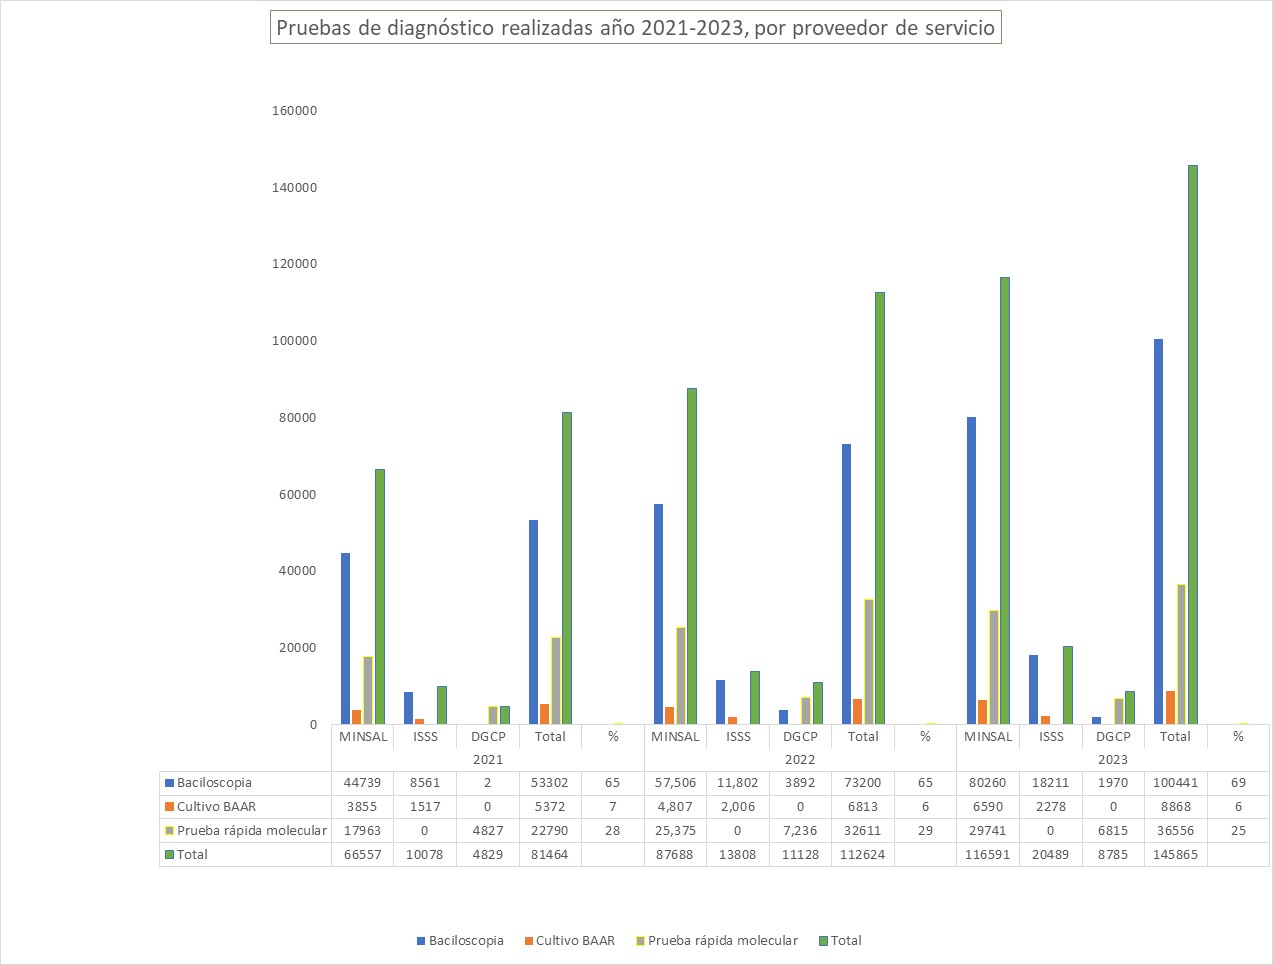 Pruebas de diagnóstico realizadas año 2021-2023, por proveedor de servicio
160000
140000
120000
100000
80000
60000
40000
20000
0
MINSAL ISSS DGCP Total % MINSAL ISSS DGCP Total % MINSAL ISSS DGCP Total %
2021 2022 2023
Baciloscopia 44739 8561 2 53302 65 57,506 11,802 3892 73200 65 80260 18211 1970 100441 69
Cultivo BAAR 3855 1517 0 5372 7 4,807 2,006 0 6813 6 6590 2278 0 8868 6
Prueba rápida molecular 17963 0 4827 22790 28 25,375 0 7,236 32611 29 29741 0 6815 36556 25
Total 66557 10078 4829 81464 87688 13808 11128 112624 116591 20489 8785 145865
Baciloscopia Cultivo BAAR Prueba rápida molecular Total